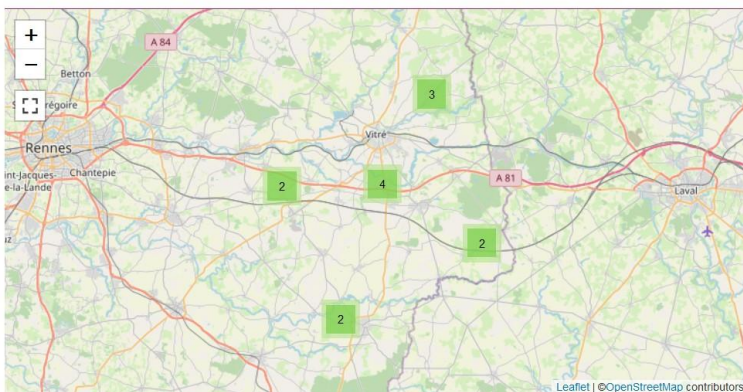 +
−
A 84
Betton
Rennes
Chantepie
Vitré
3
2
4
A 81
Laval
2
2
Leaflet | ©OpenStreetMap contributors